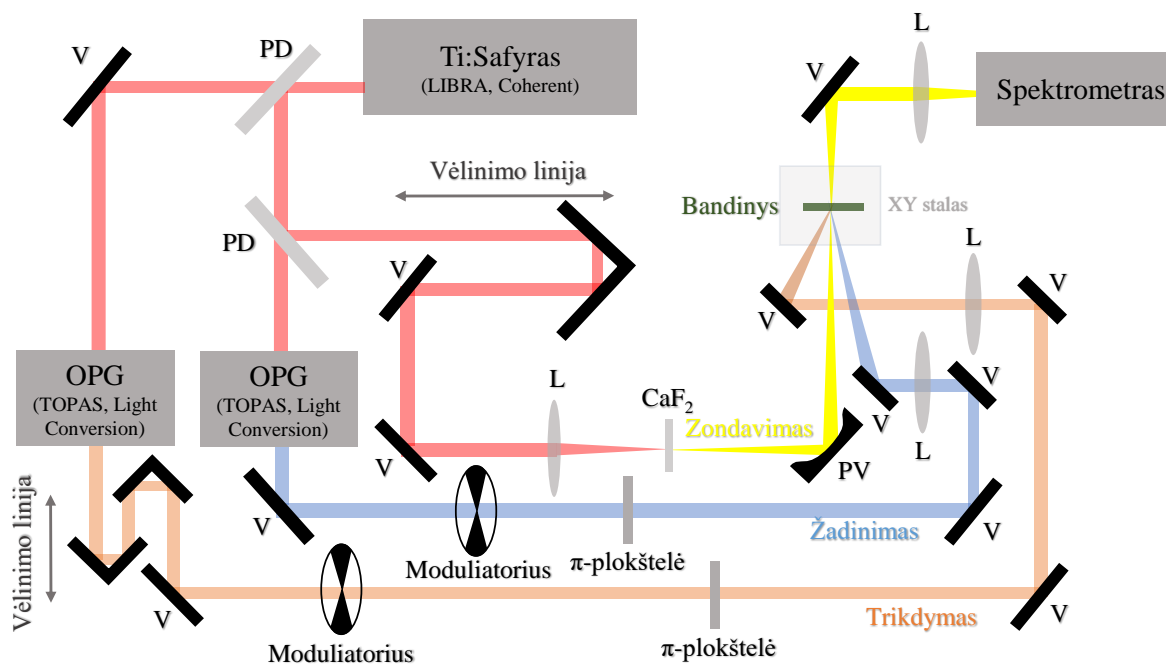 V
PD
Ti:Safyras
(LIBRA, Coherent)
V
L
Spektrometras
Vėlinimo linija
PD
Bandinys
XY stalas
V
L
V
V
OPG
(TOPAS, Light
Conversion)
OPG
(TOPAS, Light
Conversion)
L
CaF₂
Zondavimas
V
V
L
V
PV
Vėlinimo linija
V
Moduliatorius
π-plokštelė
Žadinimas
V
V
Moduliatorius
π-plokštelė
Trikdymas
V